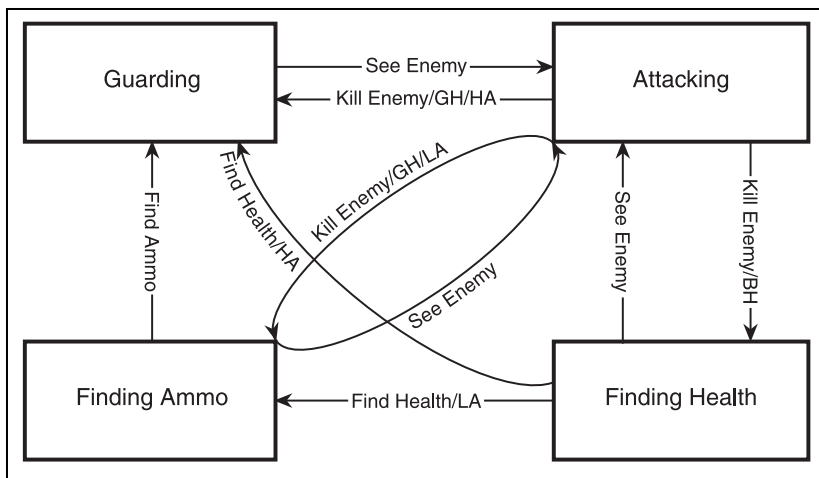 Guarding
See Enemy
Attacking
Kill Enemy/GH/HA
Find Ammo
Find Health/HA
Kill Enemy/GH/LA
See Enemy
See Enemy
Kill Enemy/BH
Finding Ammo
Find Health/LA
Finding Health